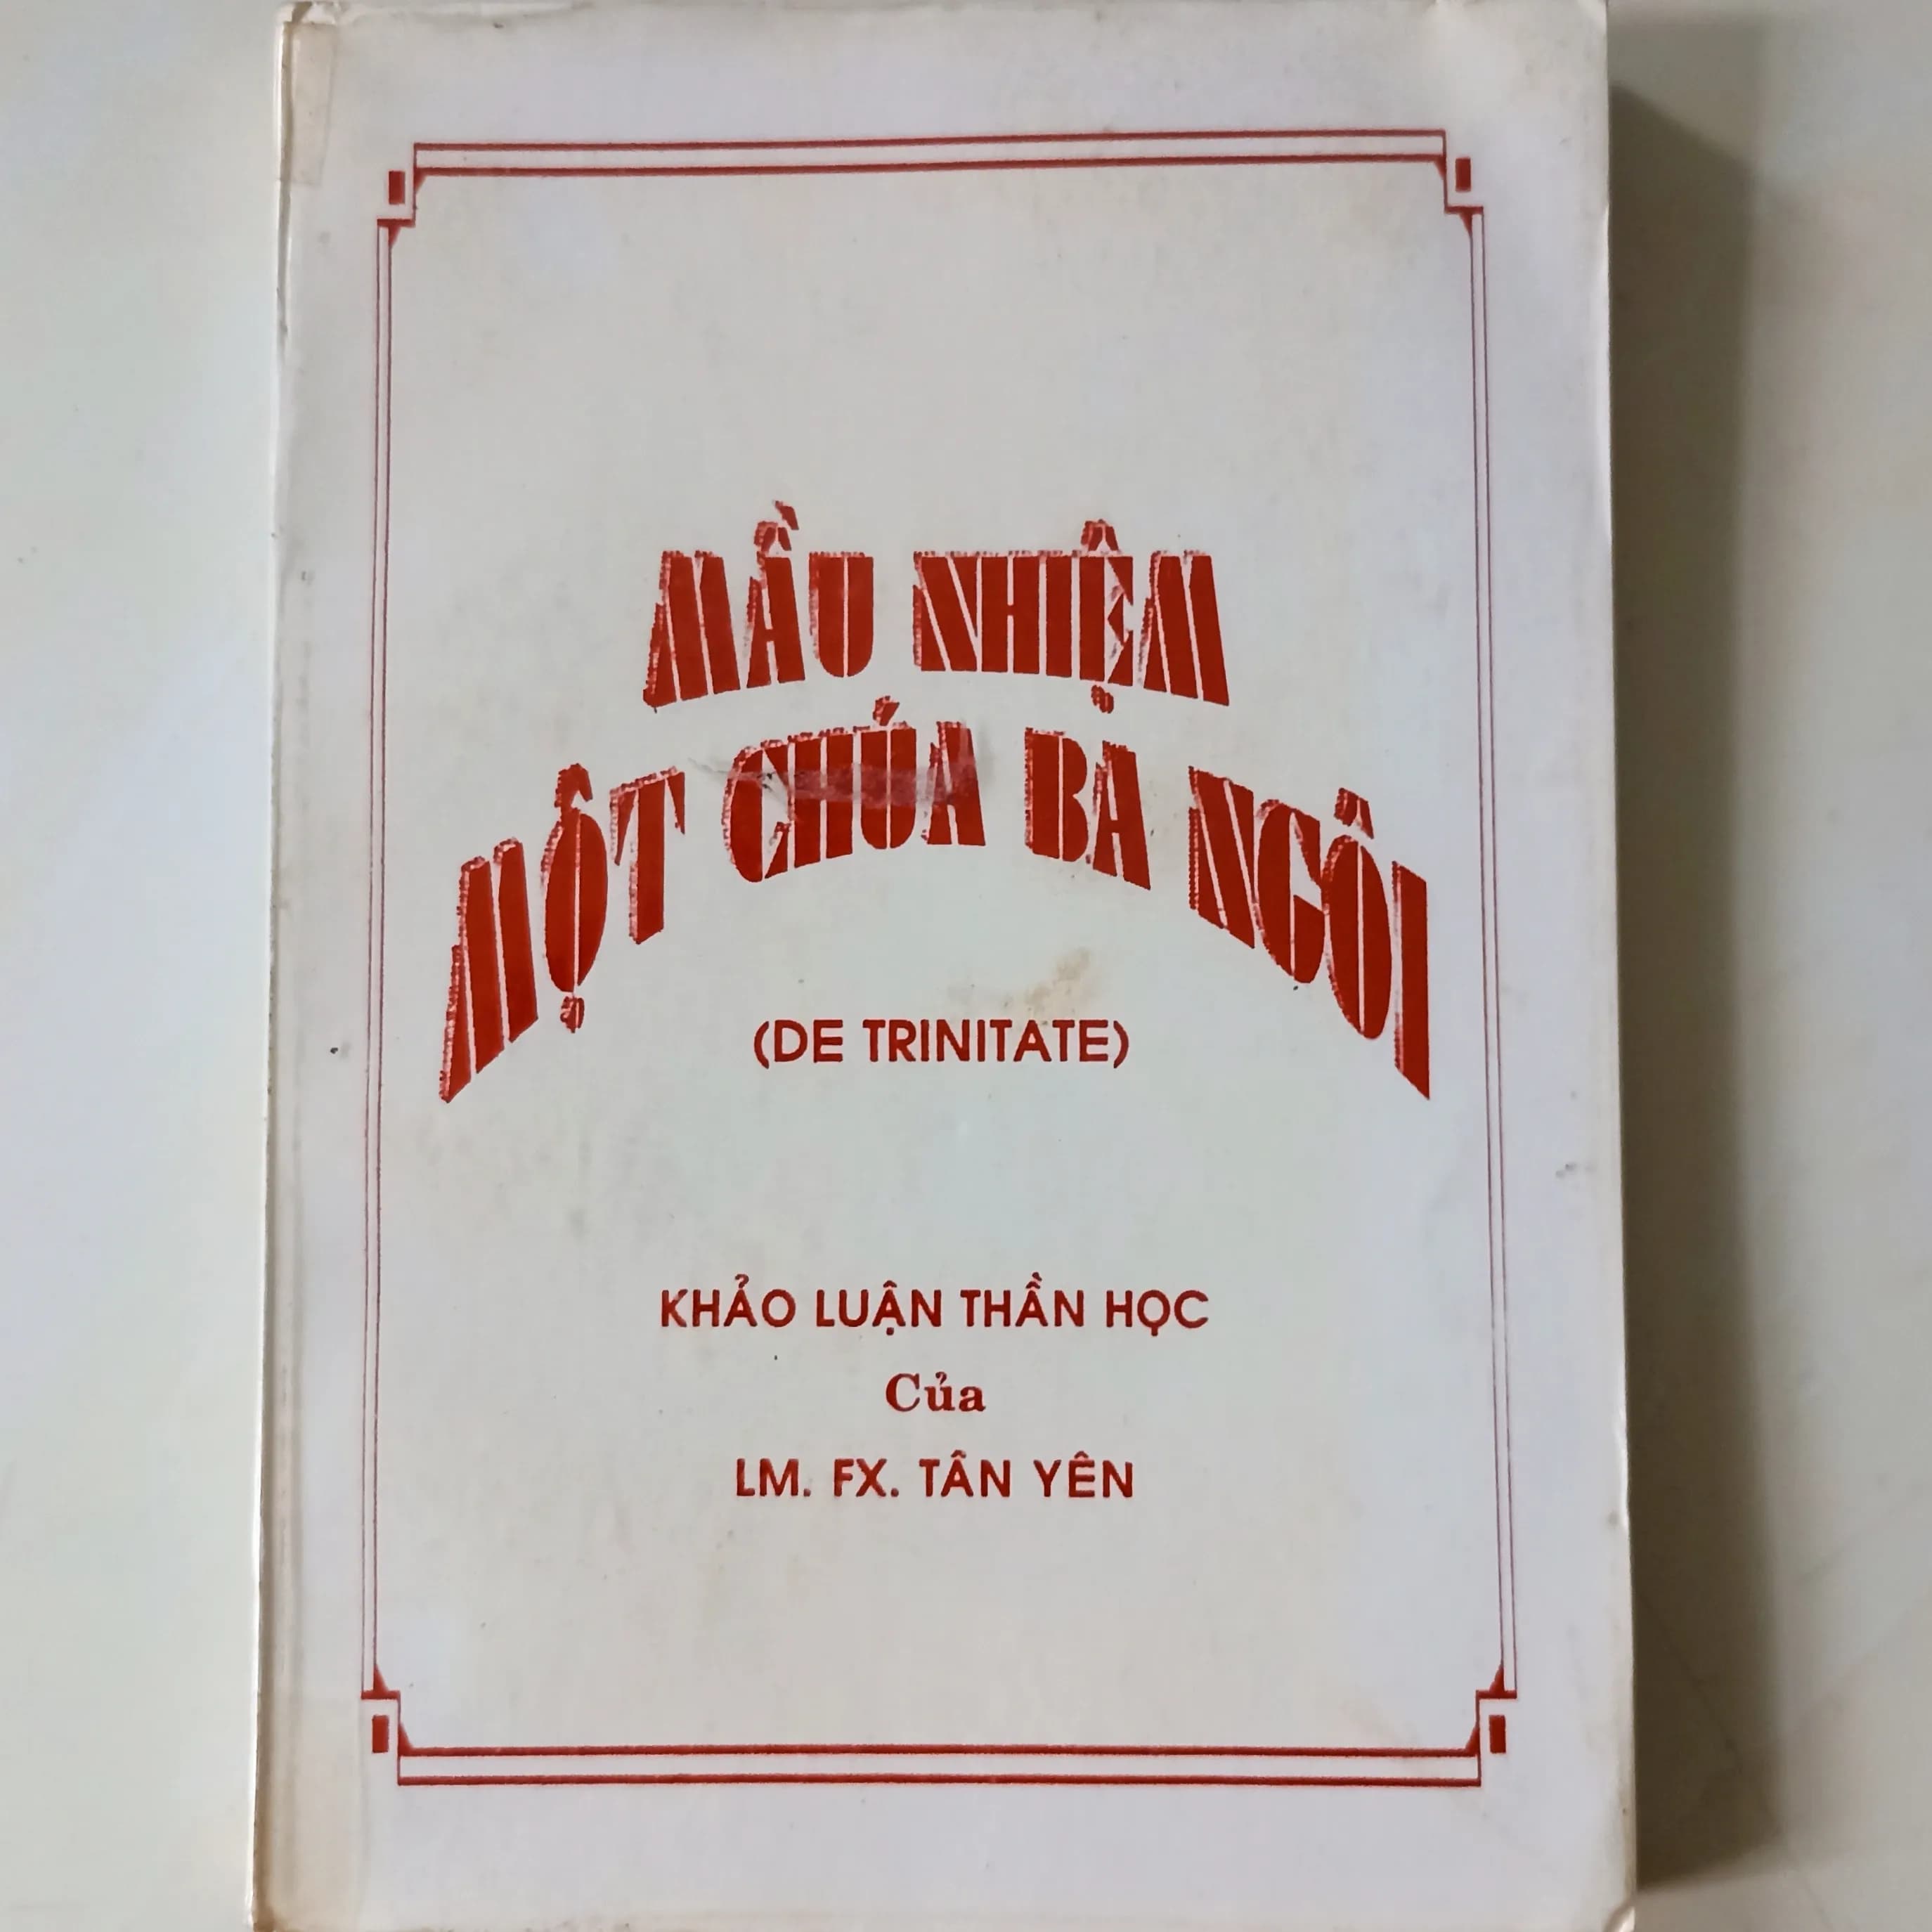 MẦU NHIỆM
MỘT CHÚA BA NGÔI
(DE TRINITATE)
KHẢO LUẬN THẦN HỌC
Của
LM. FX. TÂN YÊN